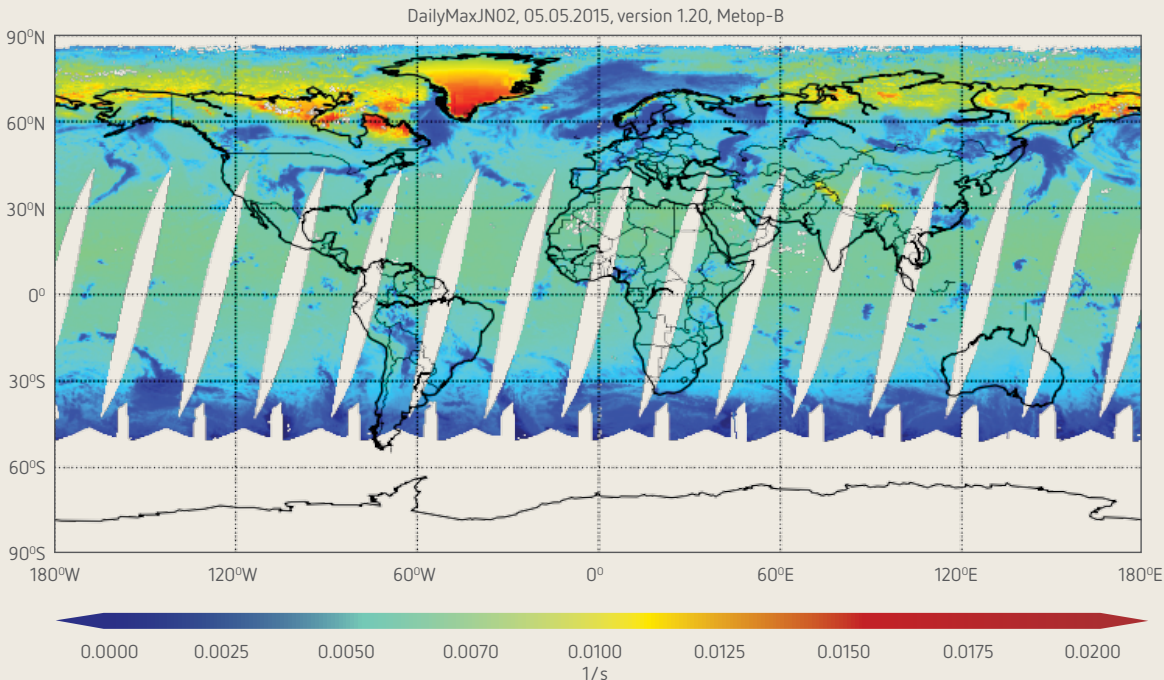 DailyMaxJN02, 05.05.2015, version 1.20, Metop-B
90⁰N
60⁰N
30⁰N
0⁰
30⁰S
60⁰S
90⁰S
180⁰W 120⁰W 60⁰W 0⁰ 60⁰E 120⁰E 180⁰E
0.0000 0.0025 0.0050 0.0070 0.0100 0.0125 0.0150 0.0175 0.0200
1/s